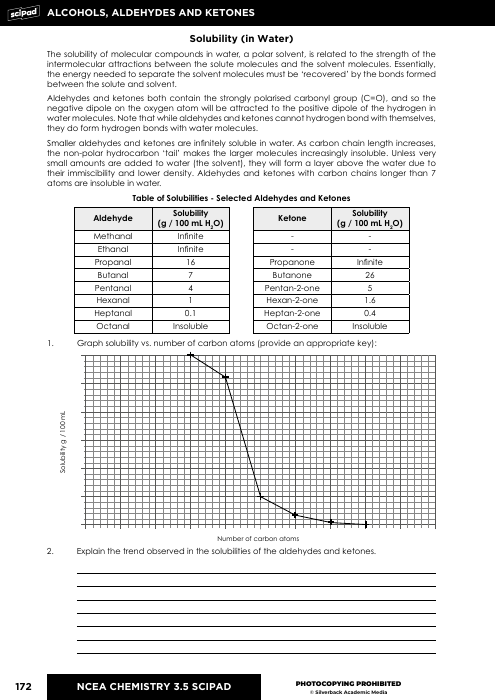 scipad ALCOHOLS, ALDEHYDES AND KETONES
Solubility (in Water)
The solubility of molecular compounds in water, a polar solvent, is related to the strength of the
intermolecular attractions between the solute molecules and the solvent molecules. Essentially,
the energy needed to separate the solvent molecules must be 'recovered' by the bonds formed
between the solute and solvent.
Aldehydes and ketones both contain the strongly polarised carbonyl group (C=O), and so the
negative dipole on the oxygen atom will be attracted to the positive dipole of the hydrogen in
water molecules. Note that while aldehydes and ketones cannot hydrogen bond with themselves,
they do form hydrogen bonds with water molecules.
Smaller aldehydes and ketones are infinitely soluble in water. As carbon chain length increases,
the non-polar hydrocarbon 'tail' makes the larger molecules increasingly insoluble. Unless very
small amounts are added to water (the solvent), they will form a layer above the water due to
their immiscibility and lower density. Aldehydes and ketones with carbon chains longer than 7
atoms are insoluble in water.
Table of Solubilities - Selected Aldehydes and Ketones
Aldehyde Solubility (g / 100 mL H₂O) Ketone Solubility (g / 100 mL H₂O)
Methanal Infinite - -
Ethanal Infinite - -
Propanal 16 Propanone Infinite
Butanal 7 Butanone 26
Pentanal 4 Pentan-2-one 5
Hexanal 1 Hexan-2-one 1.6
Heptanal 0.1 Heptan-2-one 0.4
Octanal Insoluble Octan-2-one Insoluble
1. Graph solubility vs. number of carbon atoms (provide an appropriate key):
Solubility g / 100 mL
Number of carbon atoms
2. Explain the trend observed in the solubilities of the aldehydes and ketones.
172 NCEA CHEMISTRY 3.5 SCIPAD PHOTOCOPYING PROHIBITED
© Silverback Academic Media